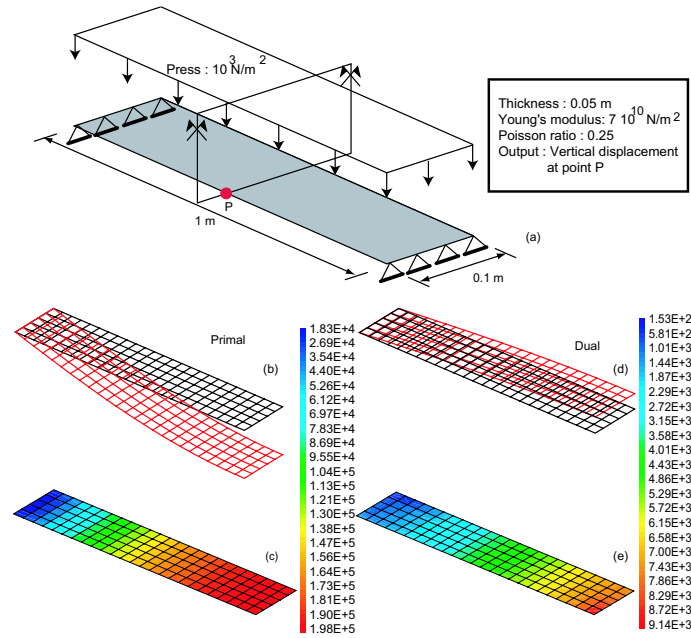 Press : 10³ N/m²
Thickness : 0.05 m
Young's modulus: 7 10¹⁰ N/m²
Poisson ratio : 0.25
Output : Vertical displacement
at point P
P
1 m
0.1 m
(a)
Primal
(b)
(c)
1.83E+4
2.69E+4
3.54E+4
4.40E+4
5.26E+4
6.12E+4
6.97E+4
7.83E+4
8.69E+4
9.55E+4
1.04E+5
1.13E+5
1.21E+5
1.30E+5
1.38E+5
1.47E+5
1.56E+5
1.64E+5
1.73E+5
1.81E+5
1.90E+5
1.98E+5
Dual
(d)
(e)
1.53E+2
5.81E+2
1.01E+3
1.44E+3
1.87E+3
2.29E+3
2.72E+3
3.15E+3
3.58E+3
4.01E+3
4.43E+3
4.86E+3
5.29E+3
5.72E+3
6.15E+3
6.58E+3
7.00E+3
7.43E+3
7.86E+3
8.29E+3
8.72E+3
9.14E+3